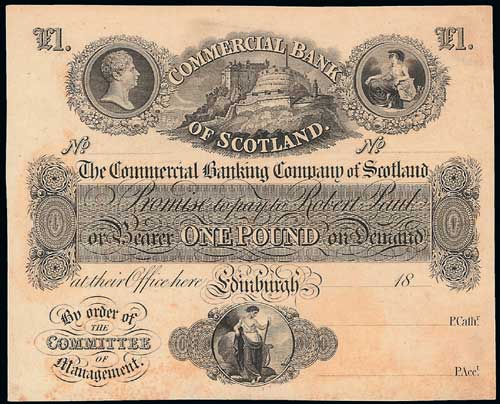 £1. £1.
COMMERCIAL BANK
OF SCOTLAND.
No No
The Commercial Banking Company of Scotland
Promise to pay to Robert Paul
or Bearer ONE POUND on Demand
at their Office here Edinburgh 18
By order of
THE
COMMITTEE
OF
Management.
P.Cathr.
P.Acct.